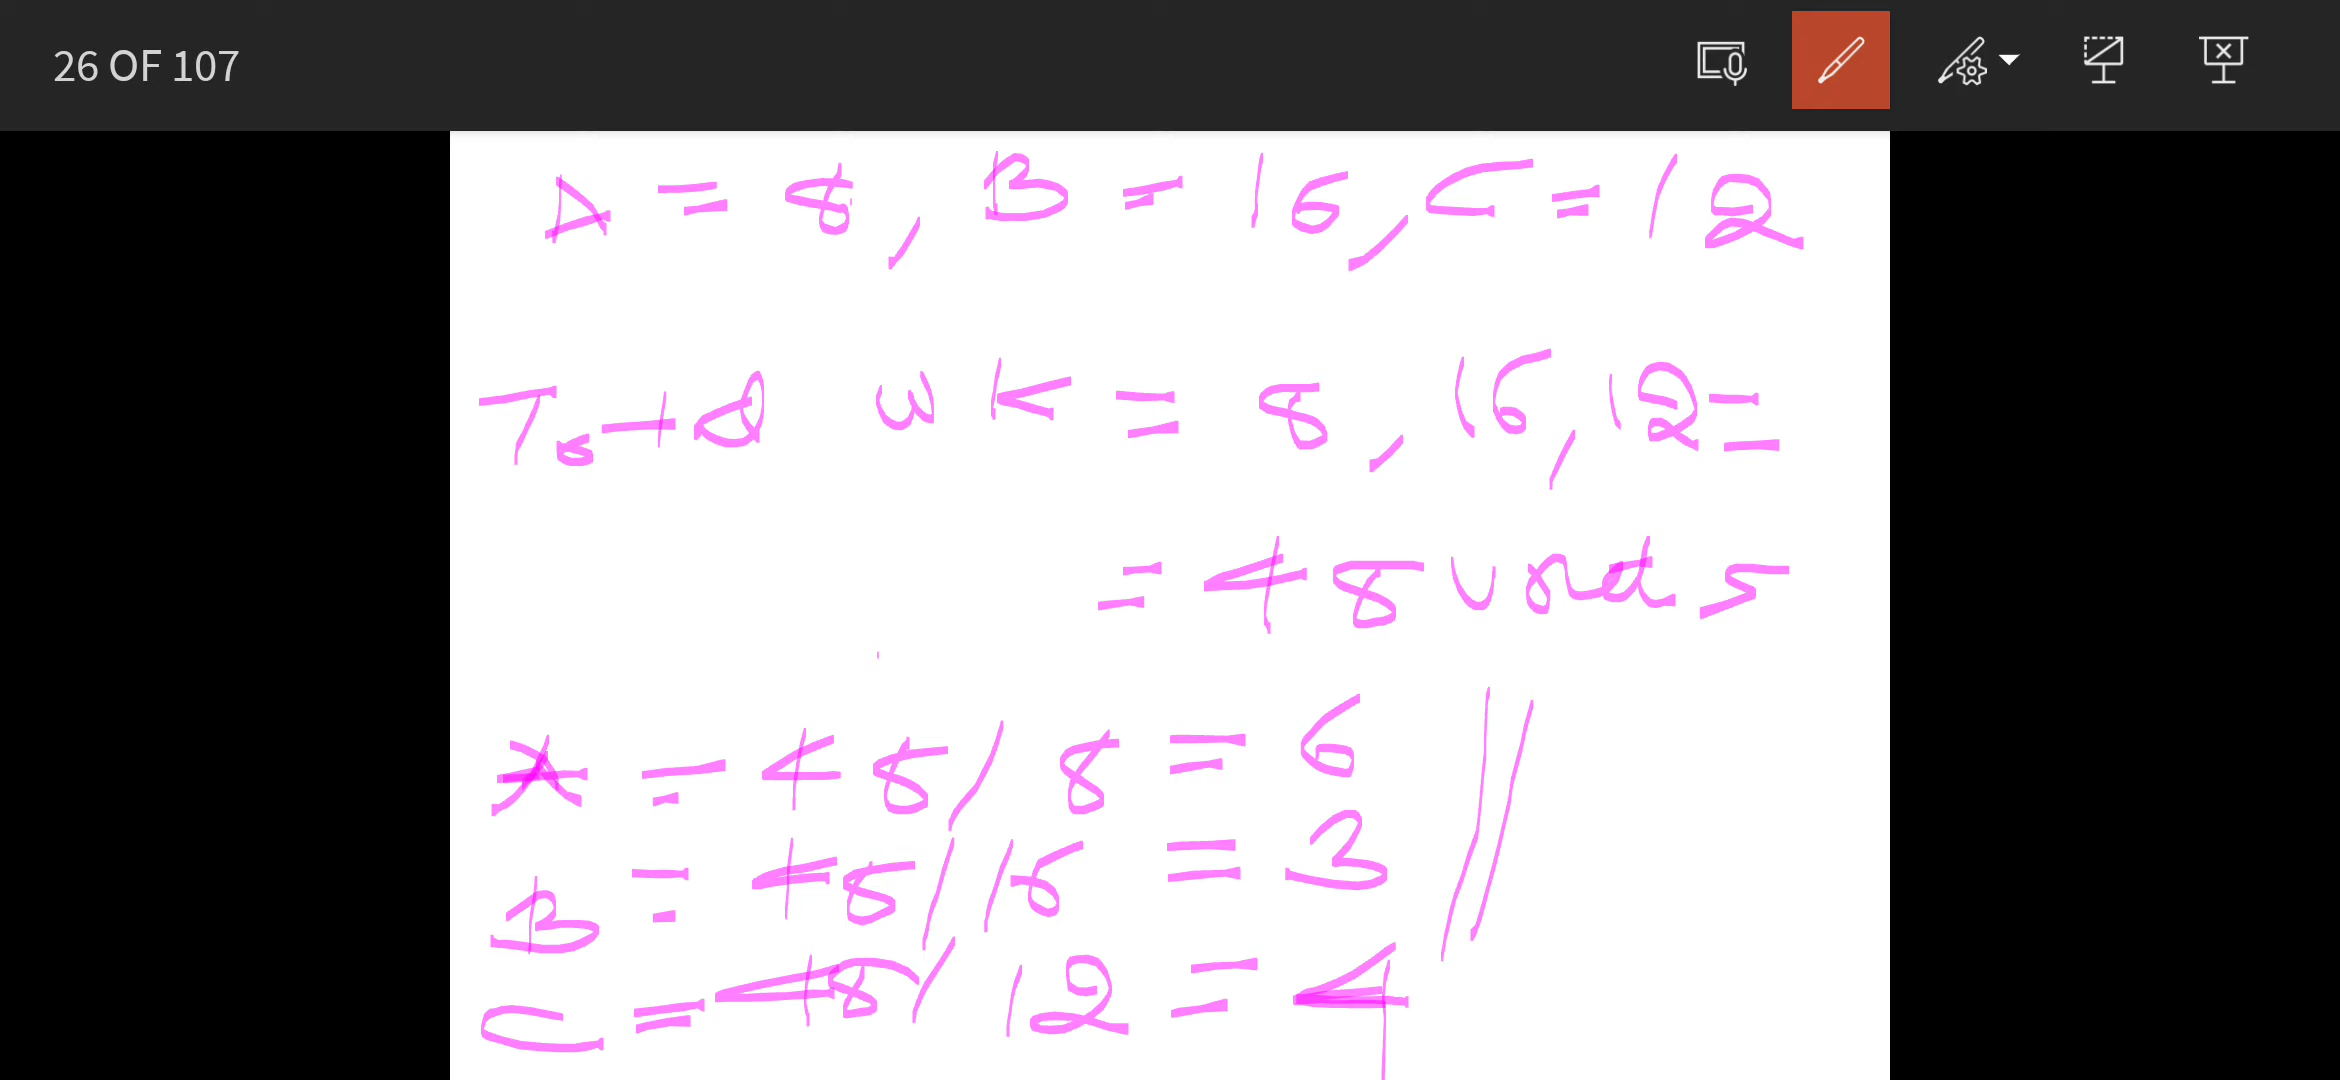 26 OF 107
A = 8, B = 16, C = 12
Total wk = 8, 16, 12 =
= 48 units
A = 48/8 = 6
B = 48/16 = 3
C = 48/12 = 4